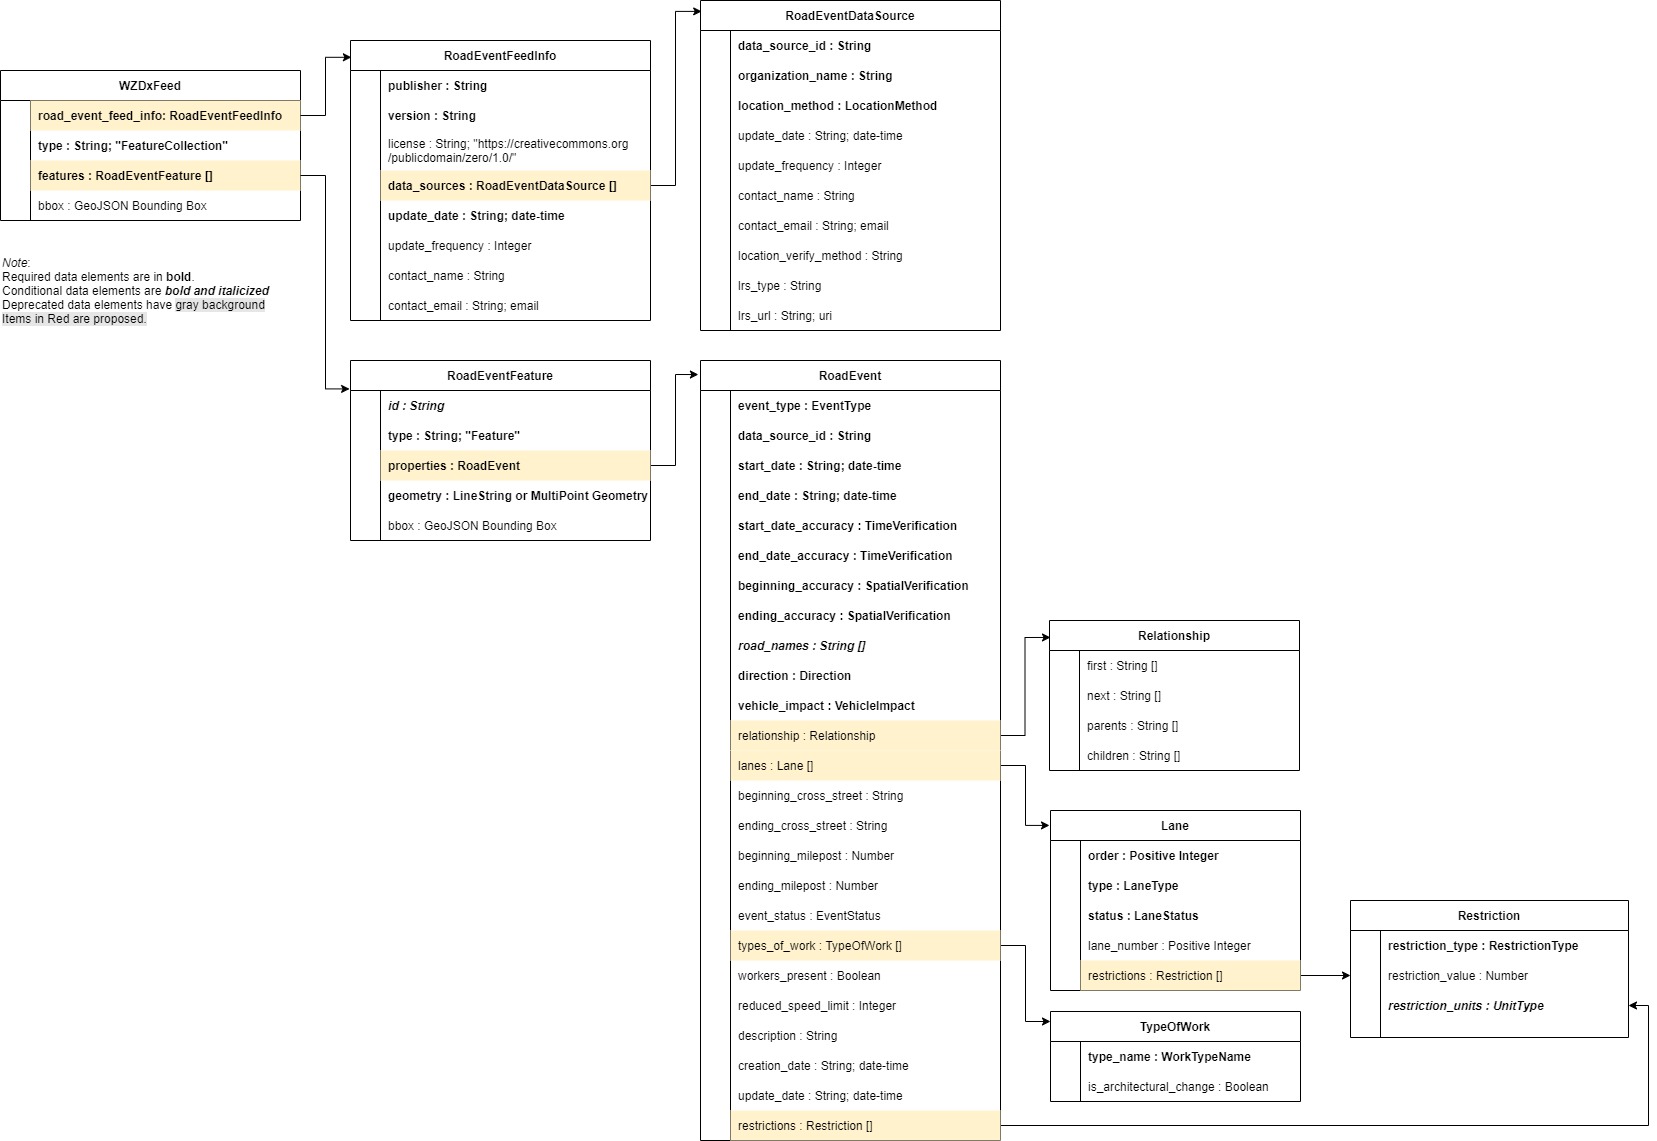 WZDxFeed
road_event_feed_info: RoadEventFeedInfo
type : String; "FeatureCollection"
features : RoadEventFeature []
bbox : GeoJSON Bounding Box
Note:
Required data elements are in bold.
Conditional data elements are bold and italicized
Deprecated data elements have gray background
Items in Red are proposed.
RoadEventFeedInfo
publisher : String
version : String
license : String; "https://creativecommons.org
/publicdomain/zero/1.0/"
data_sources : RoadEventDataSource []
update_date : String; date-time
update_frequency : Integer
contact_name : String
contact_email : String; email
RoadEventDataSource
data_source_id : String
organization_name : String
location_method : LocationMethod
update_date : String; date-time
update_frequency : Integer
contact_name : String
contact_email : String; email
location_verify_method : String
lrs_type : String
lrs_url : String; uri
RoadEventFeature
id : String
type : String; "Feature"
properties : RoadEvent
geometry : LineString or MultiPoint Geometry
bbox : GeoJSON Bounding Box
RoadEvent
event_type : EventType
data_source_id : String
start_date : String; date-time
end_date : String; date-time
start_date_accuracy : TimeVerification
end_date_accuracy : TimeVerification
beginning_accuracy : SpatialVerification
ending_accuracy : SpatialVerification
road_names : String []
direction : Direction
vehicle_impact : VehicleImpact
relationship : Relationship
lanes : Lane []
beginning_cross_street : String
ending_cross_street : String
beginning_milepost : Number
ending_milepost : Number
event_status : EventStatus
types_of_work : TypeOfWork []
workers_present : Boolean
reduced_speed_limit : Integer
description : String
creation_date : String; date-time
update_date : String; date-time
restrictions : Restriction []
Relationship
first : String []
next : String []
parents : String []
children : String []
Lane
order : Positive Integer
type : LaneType
status : LaneStatus
lane_number : Positive Integer
restrictions : Restriction []
TypeOfWork
type_name : WorkTypeName
is_architectural_change : Boolean
Restriction
restriction_type : RestrictionType
restriction_value : Number
restriction_units : UnitType